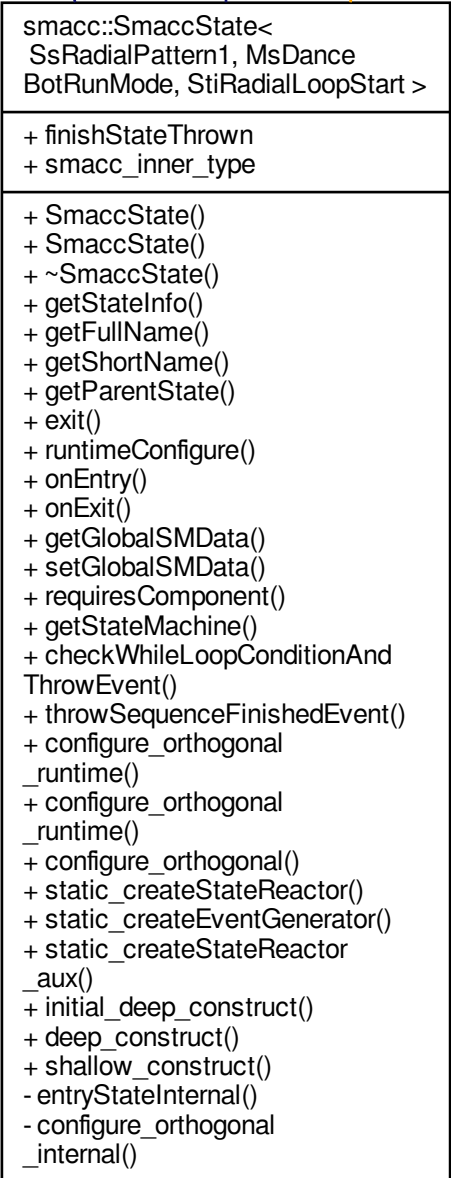 smacc::SmaccState<
SsRadialPattern1, MsDance
BotRunMode, StiRadialLoopStart >
+ finishStateThrown
+ smacc_inner_type
+ SmaccState()
+ SmaccState()
+ ~SmaccState()
+ getStateInfo()
+ getFullName()
+ getShortName()
+ getParentState()
+ exit()
+ runtimeConfigure()
+ onEntry()
+ onExit()
+ getGlobalSMData()
+ setGlobalSMData()
+ requiresComponent()
+ getStateMachine()
+ checkWhileLoopConditionAnd
ThrowEvent()
+ throwSequenceFinishedEvent()
+ configure_orthogonal
_runtime()
+ configure_orthogonal
_runtime()
+ configure_orthogonal()
+ static_createStateReactor()
+ static_createEventGenerator()
+ static_createStateReactor
_aux()
+ initial_deep_construct()
+ deep_construct()
+ shallow_construct()
- entryStateInternal()
- configure_orthogonal
_internal()